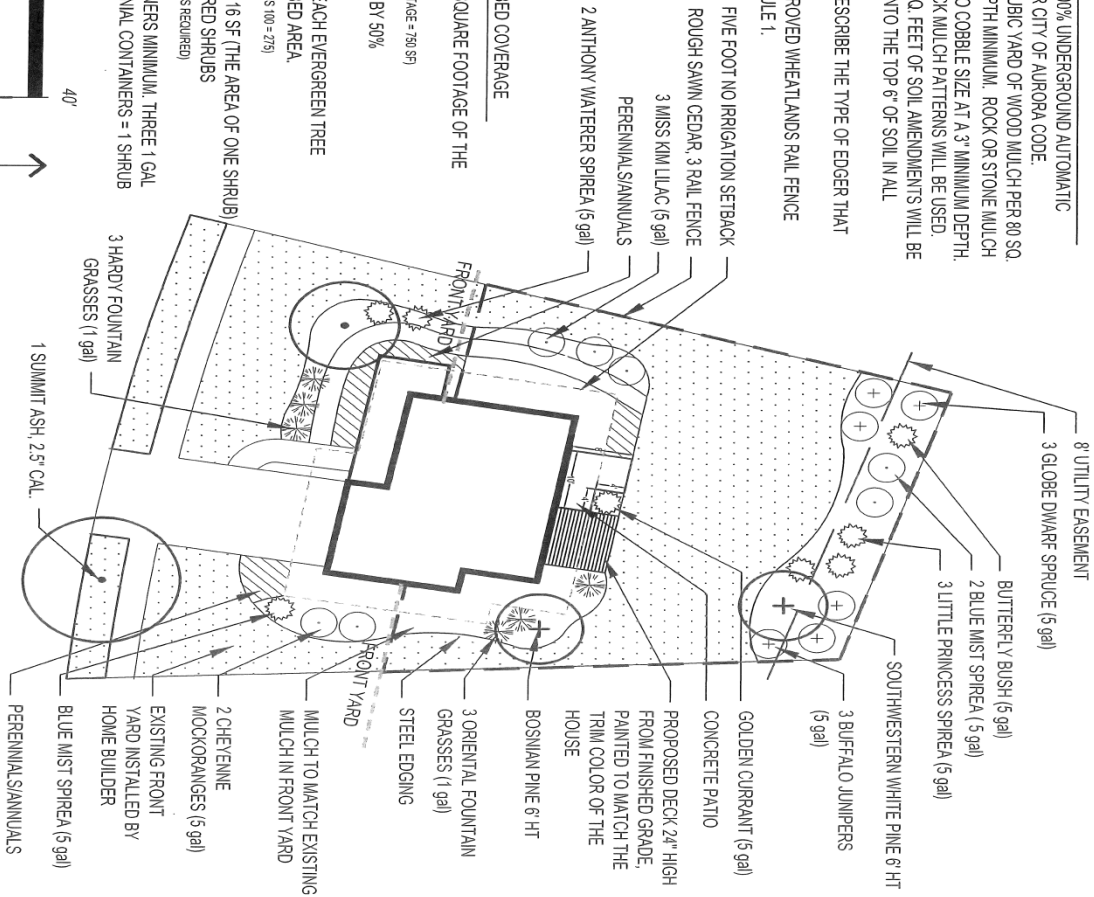 00% UNDERGROUND AUTOMATIC
R CITY OF AURORA CODE.
UBIC YARD OF WOOD MULCH PER 80 SQ.
PTH MINIMUM. ROCK OR STONE MULCH
O COBBLE SIZE AT A 3" MINIMUM DEPTH.
CK MULCH PATTERNS WILL BE USED.
Q. FEET OF SOIL AMENDMENTS WILL BE
NTO THE TOP 6" OF SOIL IN ALL
ESCRIBE THE TYPE OF EDGER THAT
ROVED WHEATLANDS RAIL FENCE
ULE 1.
FIVE FOOT NO IRRIGATION SETBACK
ROUGH SAWN CEDAR, 3 RAIL FENCE
3 MISS KIM LILAC (5 gal)
PERENNIALS/ANNUALS
2 ANTHONY WATERER SPIREA (5 gal)
ED COVERAGE
SQUARE FOOTAGE OF THE
TAGE = 750 SF)
BY 50%
EACH EVERGREEN TREE
ED AREA.
S 100 = 275)
16 SF (THE AREA OF ONE SHRUB)
RED SHRUBS
S REQUIRED)
NERS MINIMUM. THREE 1 GAL
NIAL CONTAINERS = 1 SHRUB
40'
8' UTILITY EASEMENT
3 GLOBE DWARF SPRUCE (5 gal)
BUTTERFLY BUSH (5 gal)
2 BLUE MIST SPIREA ( 5 gal)
3 LITTLE PRINCESS SPIREA (5 gal)
SOUTHWESTERN WHITE PINE 6' HT
3 BUFFALO JUNIPERS
(5 gal)
GOLDEN CURRANT (5 gal)
CONCRETE PATIO
PROPOSED DECK 24" HIGH
FROM FINISHED GRADE,
PAINTED TO MATCH THE
TRIM COLOR OF THE
HOUSE
BOSNIAN PINE 6' HT
3 ORIENTAL FOUNTAIN
GRASSES (1 gal)
STEEL EDGING
MULCH TO MATCH EXISTING
MULCH IN FRONT YARD
2 CHEYENNE
MOCKORANGES (5 gal)
EXISTING FRONT
YARD INSTALLED BY
HOME BUILDER
BLUE MIST SPIREA (5 gal)
PERENNIALS/ANNUALS
FRONT YARD
FRONT YARD
3 HARDY FOUNTAIN
GRASSES (1 gal)
1 SUMMIT ASH, 2.5" CAL.